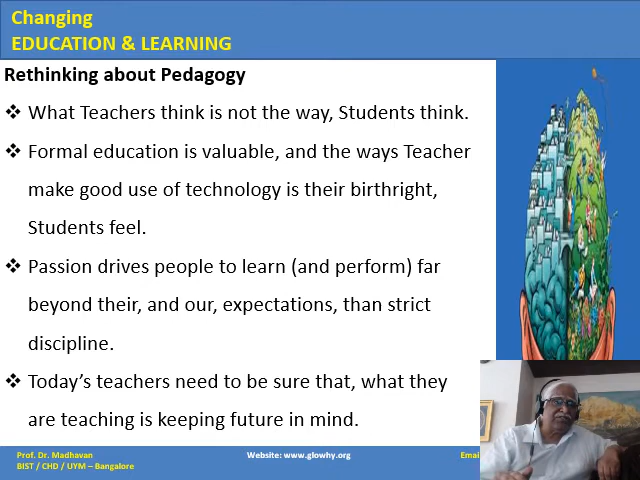 Changing
EDUCATION & LEARNING
Rethinking about Pedagogy
❖ What Teachers think is not the way, Students think.
❖ Formal education is valuable, and the ways Teacher
make good use of technology is their birthright,
Students feel.
❖ Passion drives people to learn (and perform) far
beyond their, and our, expectations, than strict
discipline.
❖ Today's teachers need to be sure that, what they
are teaching is keeping future in mind.
Prof. Dr. Madhavan Website: www.glowhy.org Emai
BIST / CHD / UYM – Bangalore